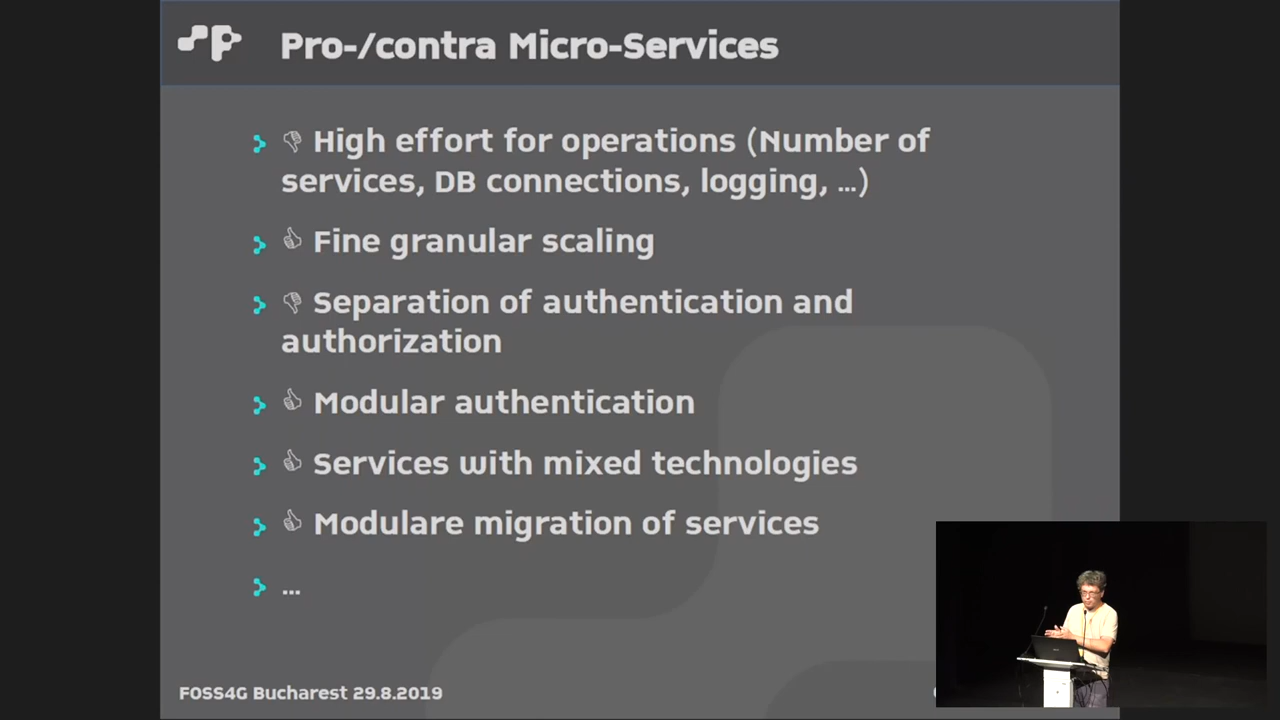 Pro-/contra Micro-Services
👎 High effort for operations (Number of
services, DB connections, logging, ...)
👍 Fine granular scaling
👎 Separation of authentication and
authorization
👍 Modular authentication
👍 Services with mixed technologies
👍 Modulare migration of services
...
FOSS4G Bucharest 29.8.2019